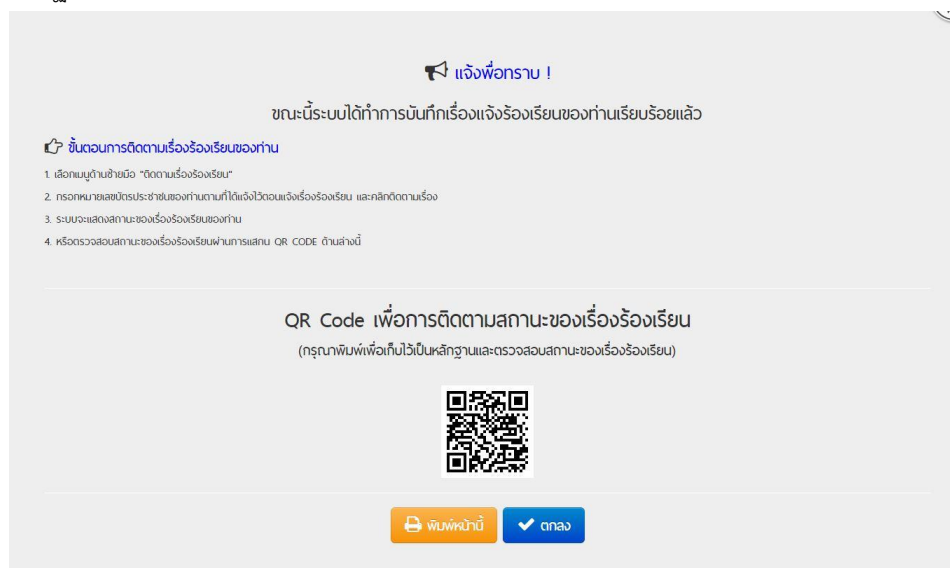 แจ้งพื่อทราบ !
ขณะนี้ระบบได้ทำการบันทึกเรื่องแจ้งร้องเรียนของท่านเรียบร้อยแล้ว
ขั้นตอนการติดตามเรื่องร้องเรียนของท่าน
1. เลือกเมนูด้านซ้ายมือ "ติดตามเรื่องร้องเรียน"
2. กรอกหมายเลขบัตรประชาชนของท่านตามที่ได้แจ้งไว้ตอนแจ้งเรื่องร้องเรียน และคลิกติดตามเรื่อง
3. ระบบจะแสดงสถานะของเรื่องร้องเรียนของท่าน
4. หรือตรวจสอบสถานะของเรื่องร้องเรียนผ่านการแสกน QR CODE ด้านล่างนี้
QR Code เพื่อการติดตามสถานะของเรื่องร้องเรียน
(กรุณาพิมพ์เพื่อเก็บไว้เป็นหลักฐานและตรวจสอบสถานะของเรื่องร้องเรียน)
พิมพ์หน้านี้ ตกลง